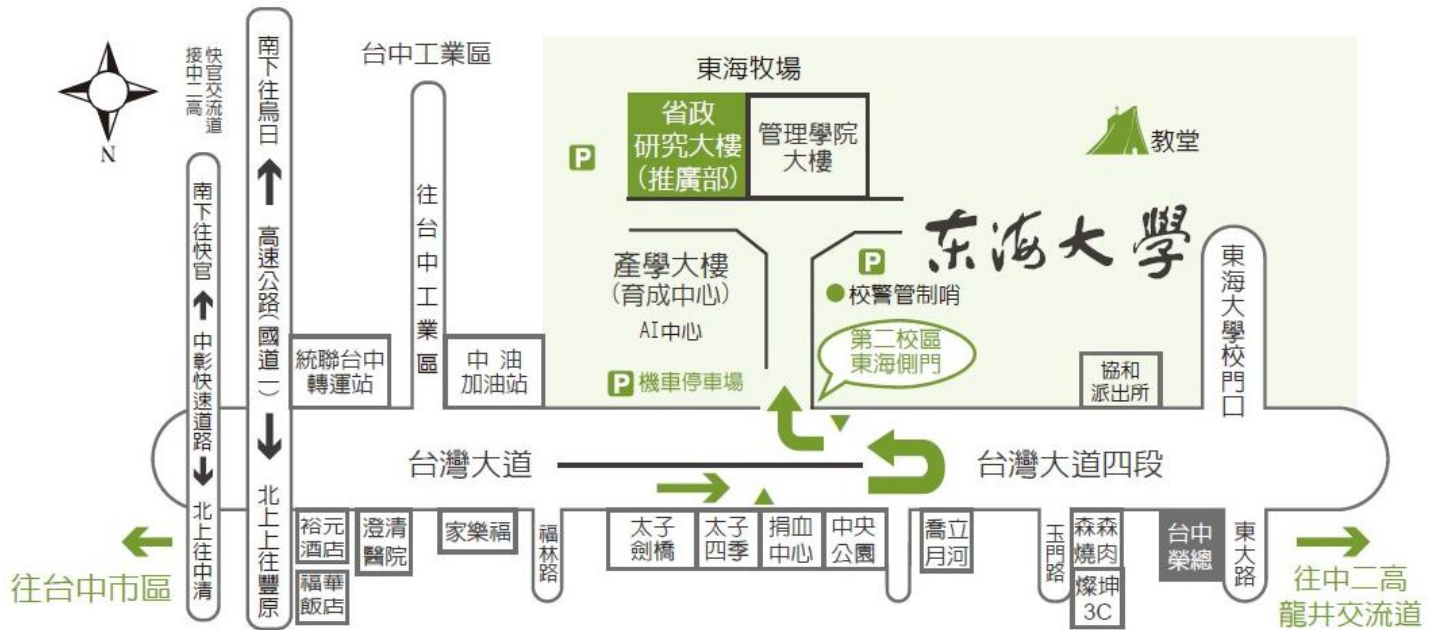 N
快官交流道
接中二高
南下往快官
中彰快速道路
北上往中清
往台中市區
南下往烏日
高速公路(國道一)
北上上往豐原
台中工業區
往台中工業區
統聯台中
轉運站
中油
加油站
東海牧場
省政
研究大樓
(推廣部)
管理學院
大樓
P
教堂
东海大學
產學大樓
(育成中心)
AI中心
P
校警管制哨
第二校區
東海側門
P機車停車場
協和
派出所
東海大學校門口
台灣大道
台灣大道四段
裕元
酒店
福華
飯店
澄清
醫院
家樂福
福林路
太子
劍橋
太子
四季
捐血
中心
中央
公園
喬立
月河
玉門路
森森
燒肉
燦坤
3C
台中
榮總
東大路
往中二高
龍井交流道